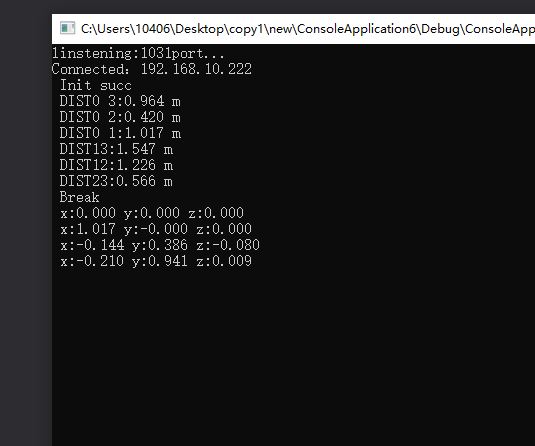 C:\Users\10406\Desktop\copy1\new\ConsoleApplication6\Debug\ConsoleApp
linstening:1031port...
Connected: 192.168.10.222
Init succ
DIST0 3:0.964 m
DIST0 2:0.420 m
DIST0 1:1.017 m
DIST13:1.547 m
DIST12:1.226 m
DIST23:0.566 m
Break
x:0.000 y:0.000 z:0.000
x:1.017 y:-0.000 z:0.000
x:-0.144 y:0.386 z:-0.080
x:-0.210 y:0.941 z:0.009